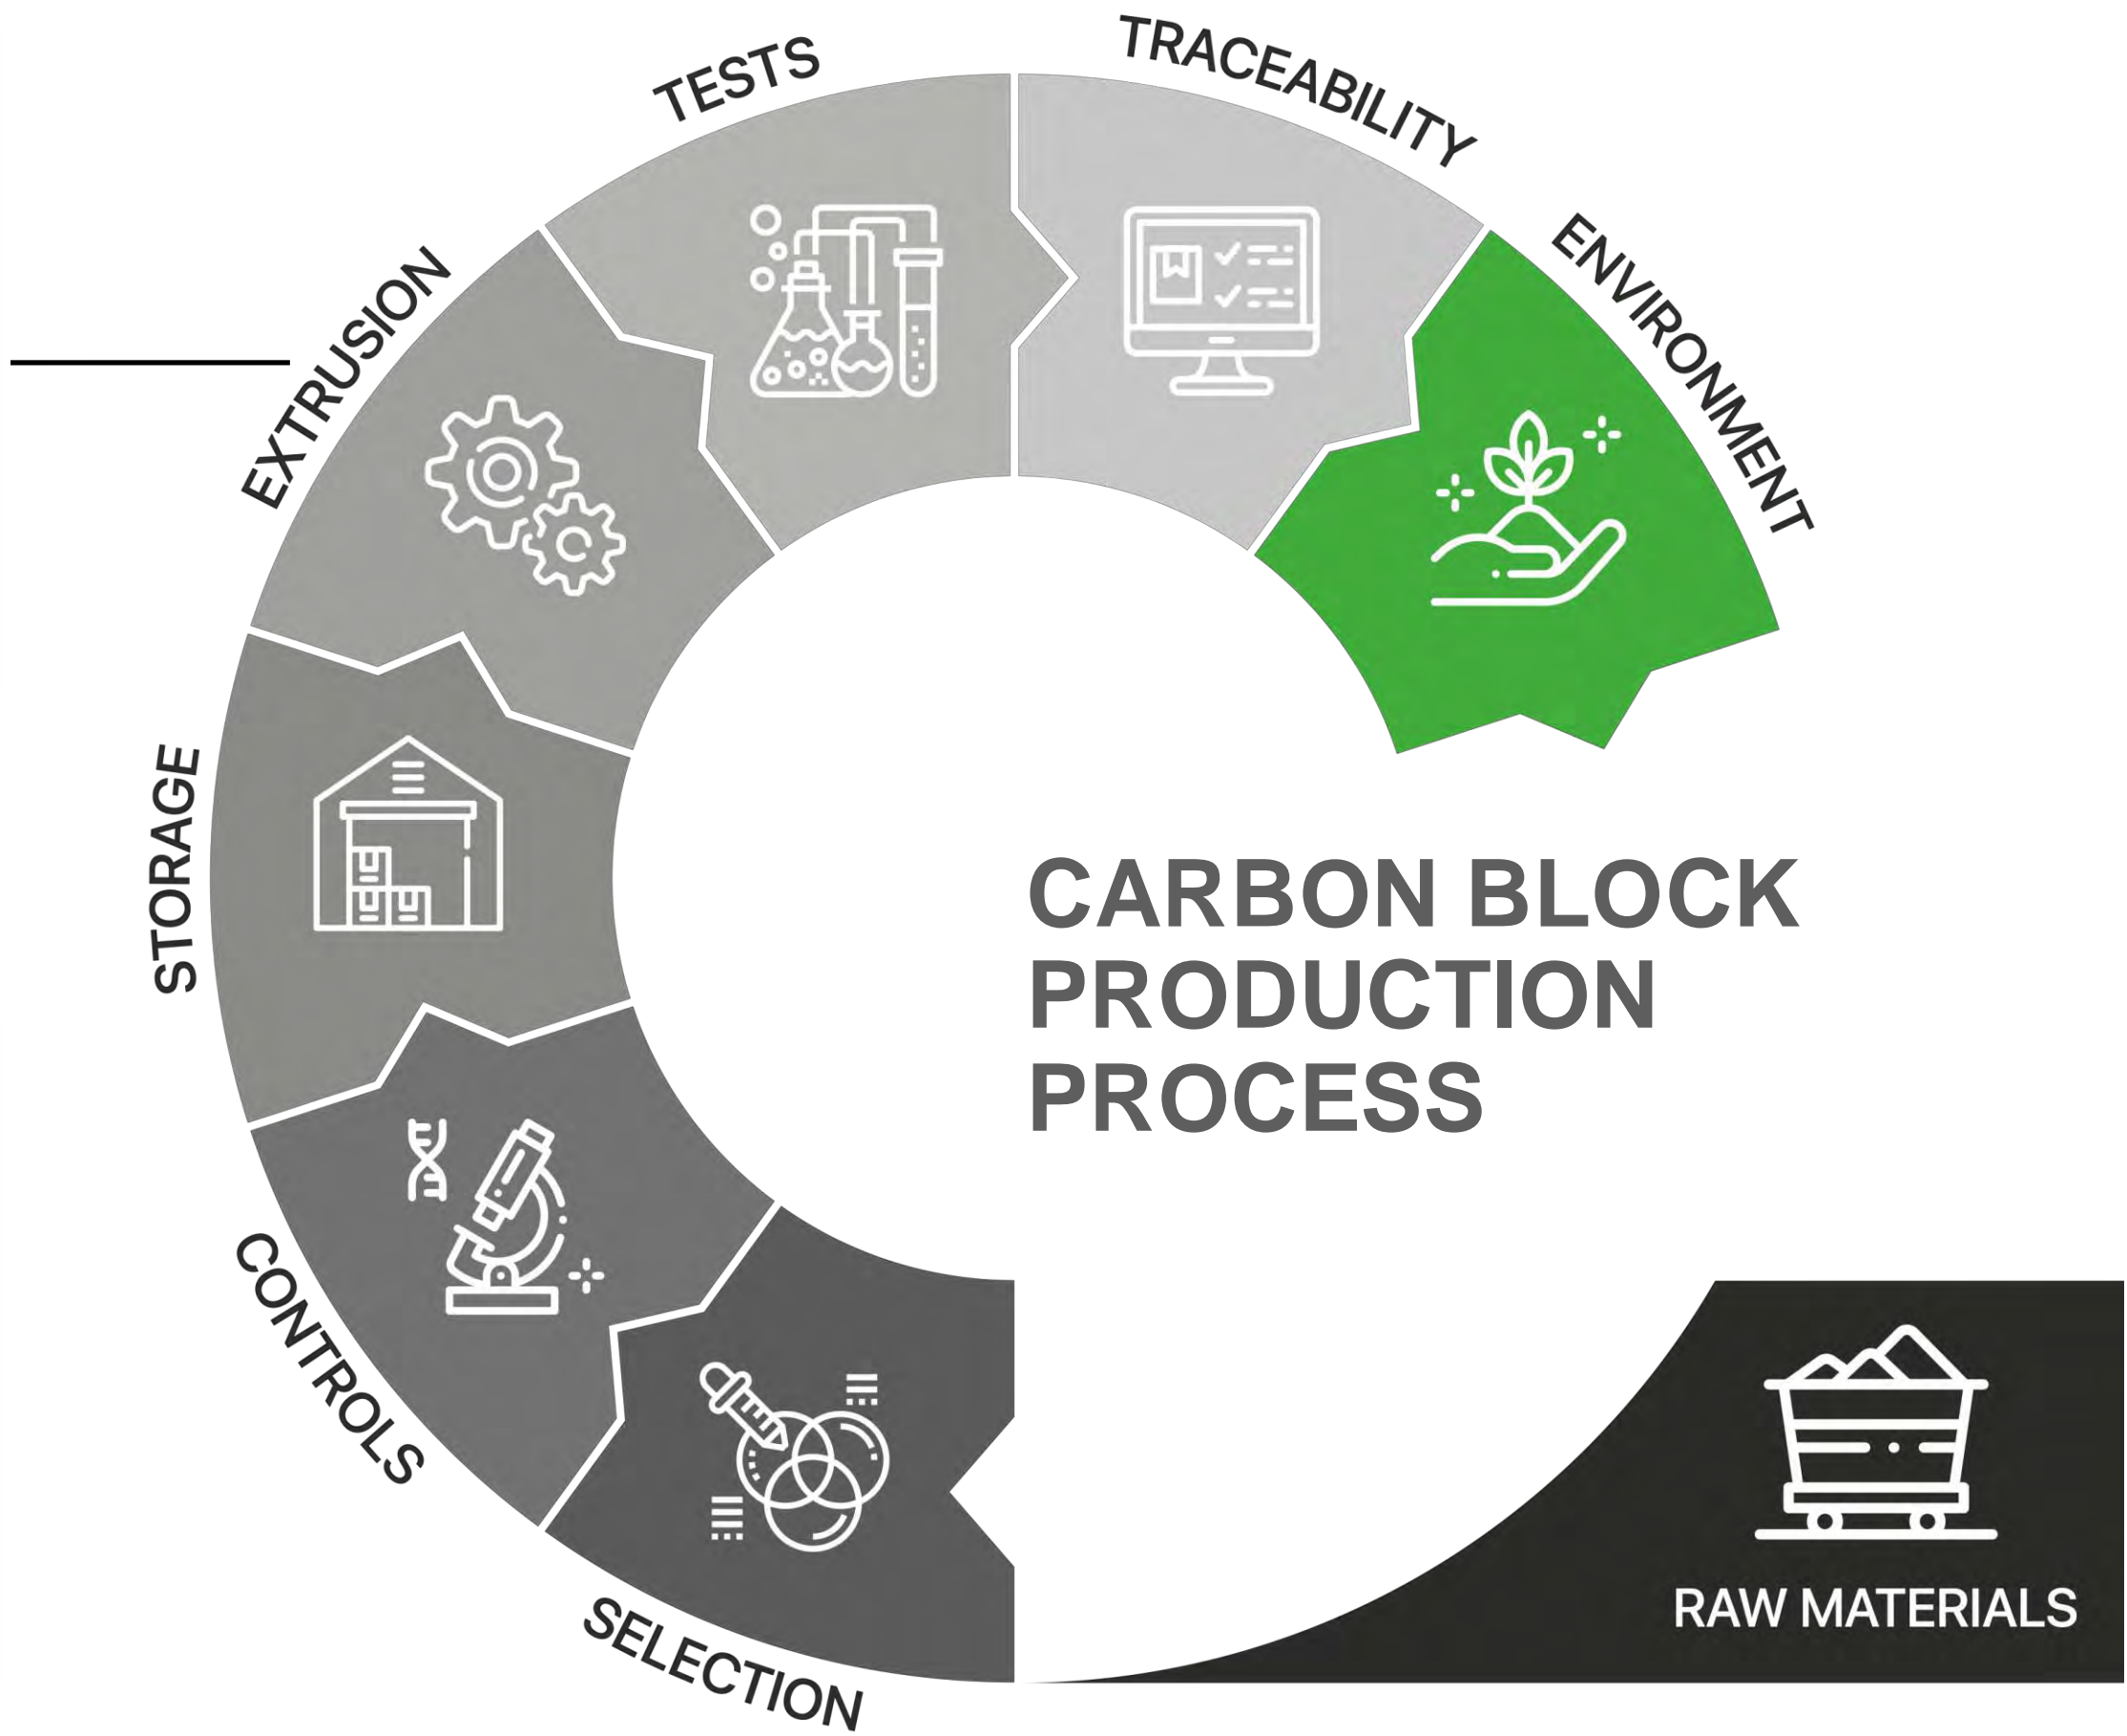 TRACEABILITY
TESTS
ENVIRONMENT
EXTRUSION
STORAGE
CARBON BLOCK
PRODUCTION
PROCESS
CONTROLS
SELECTION
RAW MATERIALS